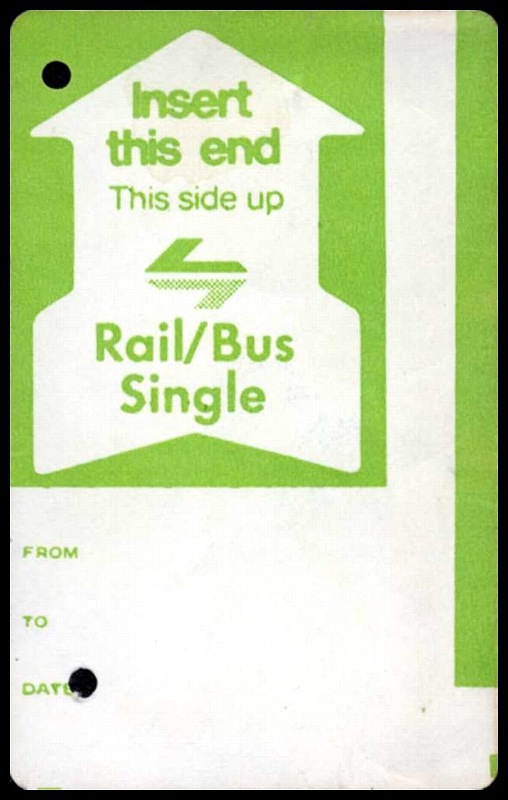 Insert
this end
This side up
Rail/Bus
Single
FROM
TO
DATE